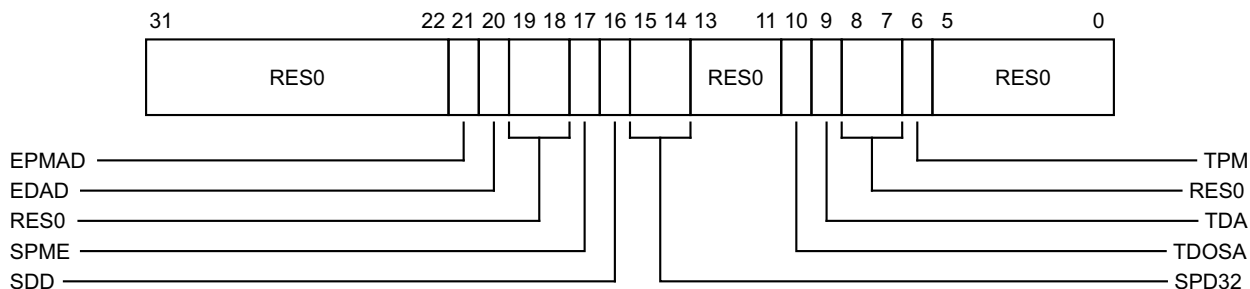 31 22 21 20 19 18 17 16 15 14 13 11 10 9 8 7 6 5 0
RES0 RES0 RES0
EPMAD TPM
EDAD RES0
RES0 TDA
SPME TDOSA
SDD SPD32